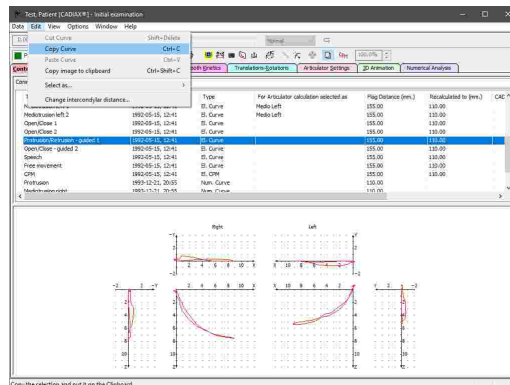 Test, Patient [CADIAX®] - Initial examination
Data Edit View Options Window Help
Cut Curve Shift+Delete
Copy Curve Ctrl+C
Paste Curve Ctrl+V
Copy image to clipboard Ctrl+Shift+C
Select as...
Change intercondylar distance...
Normal
100.0%
Translations-Rotations Articulator Settings 3D Animation Numerical Analysis
Type For Articulator calculation selected as Flag Distance (mm.) Recalculated to (mm.) CAC
El. Curve Medio Left 155.00 110.00
Mediotrusion left 2 1992-05-15, 12:41 El. Curve Medio Left 155.00 110.00
Open/Close 1 1992-05-15, 12:41 El. Curve 155.00 110.00
Open/Close 2 1992-05-15, 12:41 El. Curve 155.00 110.00
Protrusion/Retrusion - guided 1 1992-05-15, 12:41 El. Curve 155.00 110.00
Open/Close - guided 2 1992-05-15, 12:41 El. Curve 155.00 110.00
Speech 1992-05-15, 12:41 El. Curve 155.00 110.00
Free movement 1992-05-15, 12:41 El. Curve 155.00 110.00
CPM 1992-05-15, 12:41 El. CPM 155.00 110.00
Protrusion 1993-12-21, 20:55 Num. Curve 110.00
Mediotrusion right 1993-12-21, 20:55 Num. Curve 110.00
Right Left
Copy the selection and put it on the Clipboard